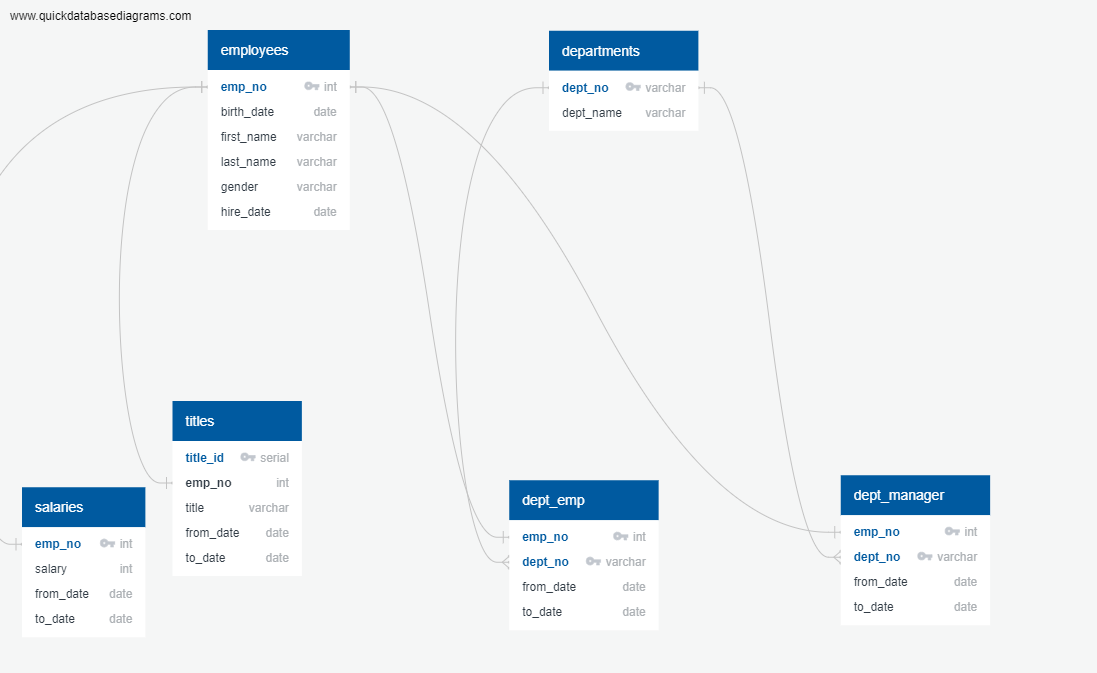 www.quickdatabasediagrams.com
employees
emp_no int
birth_date date
first_name varchar
last_name varchar
gender varchar
hire_date date
departments
dept_no varchar
dept_name varchar
titles
title_id serial
emp_no int
title varchar
from_date date
to_date date
salaries
emp_no int
salary int
from_date date
to_date date
dept_emp
emp_no int
dept_no varchar
from_date date
to_date date
dept_manager
emp_no int
dept_no varchar
from_date date
to_date date